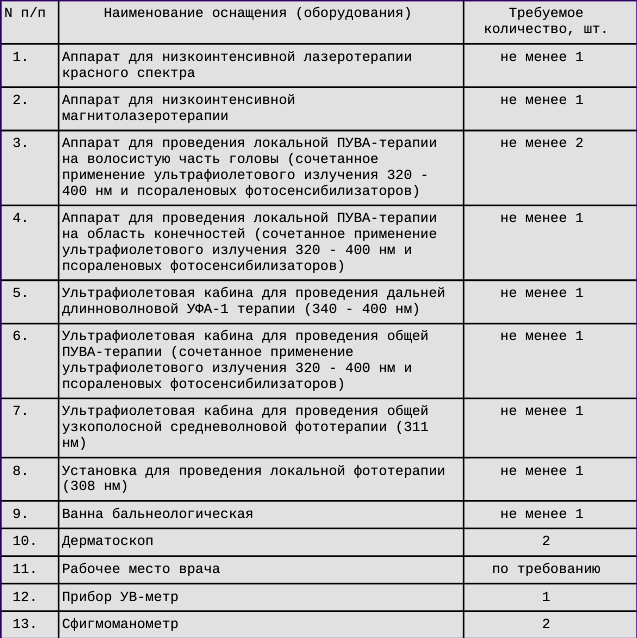 N п/п Наименование оснащения (оборудования) Требуемое
количество, шт.
1. Аппарат для низкоинтенсивной лазеротерапии не менее 1
красного спектра
2. Аппарат для низкоинтенсивной не менее 1
магнитолазеротерапии
3. Аппарат для проведения локальной ПУВА-терапии не менее 2
на волосистую часть головы (сочетанное
применение ультрафиолетового излучения 320 -
400 нм и псораленовых фотосенсибилизаторов)
4. Аппарат для проведения локальной ПУВА-терапии не менее 1
на область конечностей (сочетанное применение
ультрафиолетового излучения 320 - 400 нм и
псораленовых фотосенсибилизаторов)
5. Ультрафиолетовая кабина для проведения дальней не менее 1
длинноволновой УФА-1 терапии (340 - 400 нм)
6. Ультрафиолетовая кабина для проведения общей не менее 1
ПУВА-терапии (сочетанное применение
ультрафиолетового излучения 320 - 400 нм и
псораленовых фотосенсибилизаторов)
7. Ультрафиолетовая кабина для проведения общей не менее 1
узкополосной средневолновой фототерапии (311
нм)
8. Установка для проведения локальной фототерапии не менее 1
(308 нм)
9. Ванна бальнеологическая не менее 1
10. Дерматоскоп 2
11. Рабочее место врача по требованию
12. Прибор УВ-метр 1
13. Сфигмоманометр 2